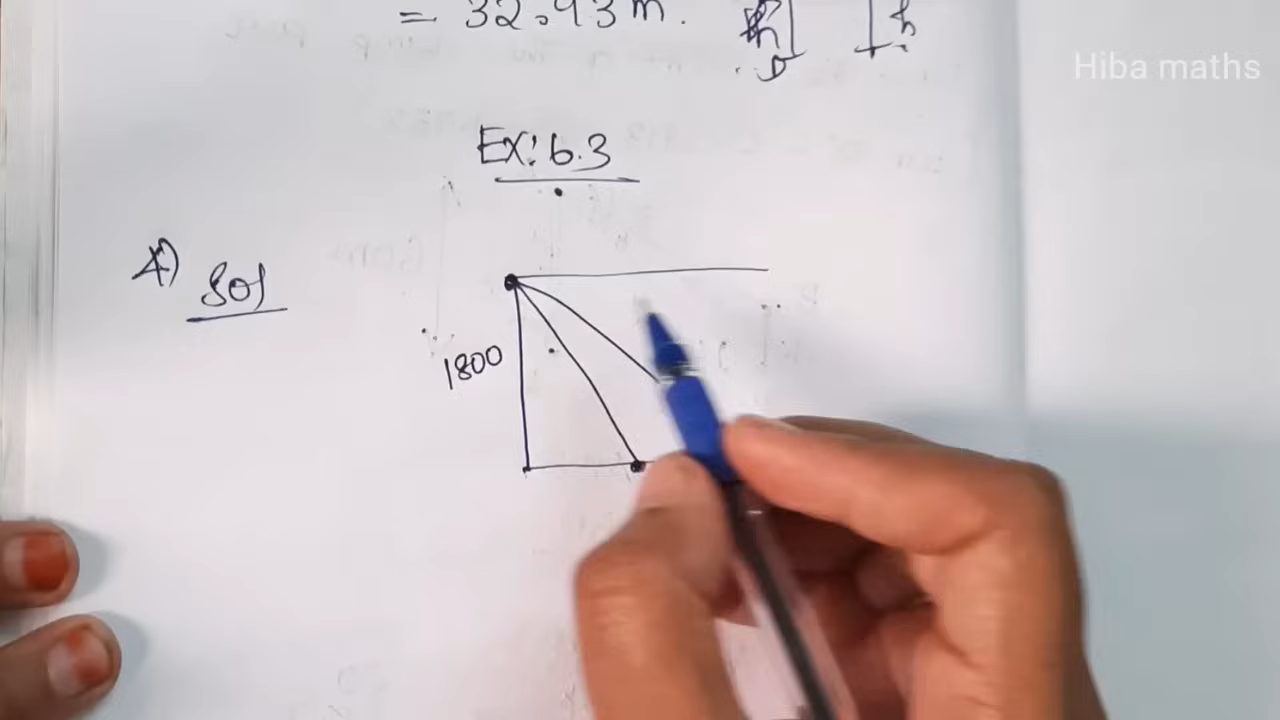 = 32.93 m.
h
Hiba maths
Ex: 6.3
4) Sol
1800